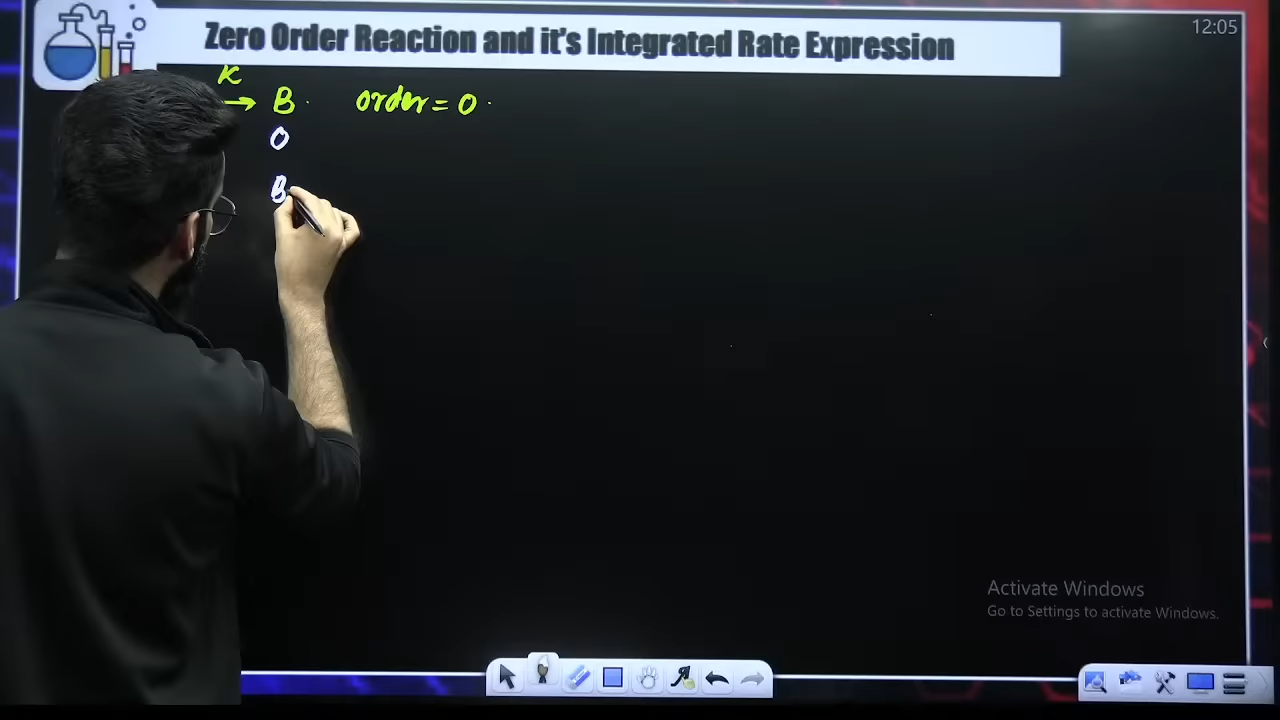 12:05
Zero Order Reaction and it's Integrated Rate Expression
K
→ B. order = 0.
0
B
Activate Windows
Go to Settings to activate Windows.